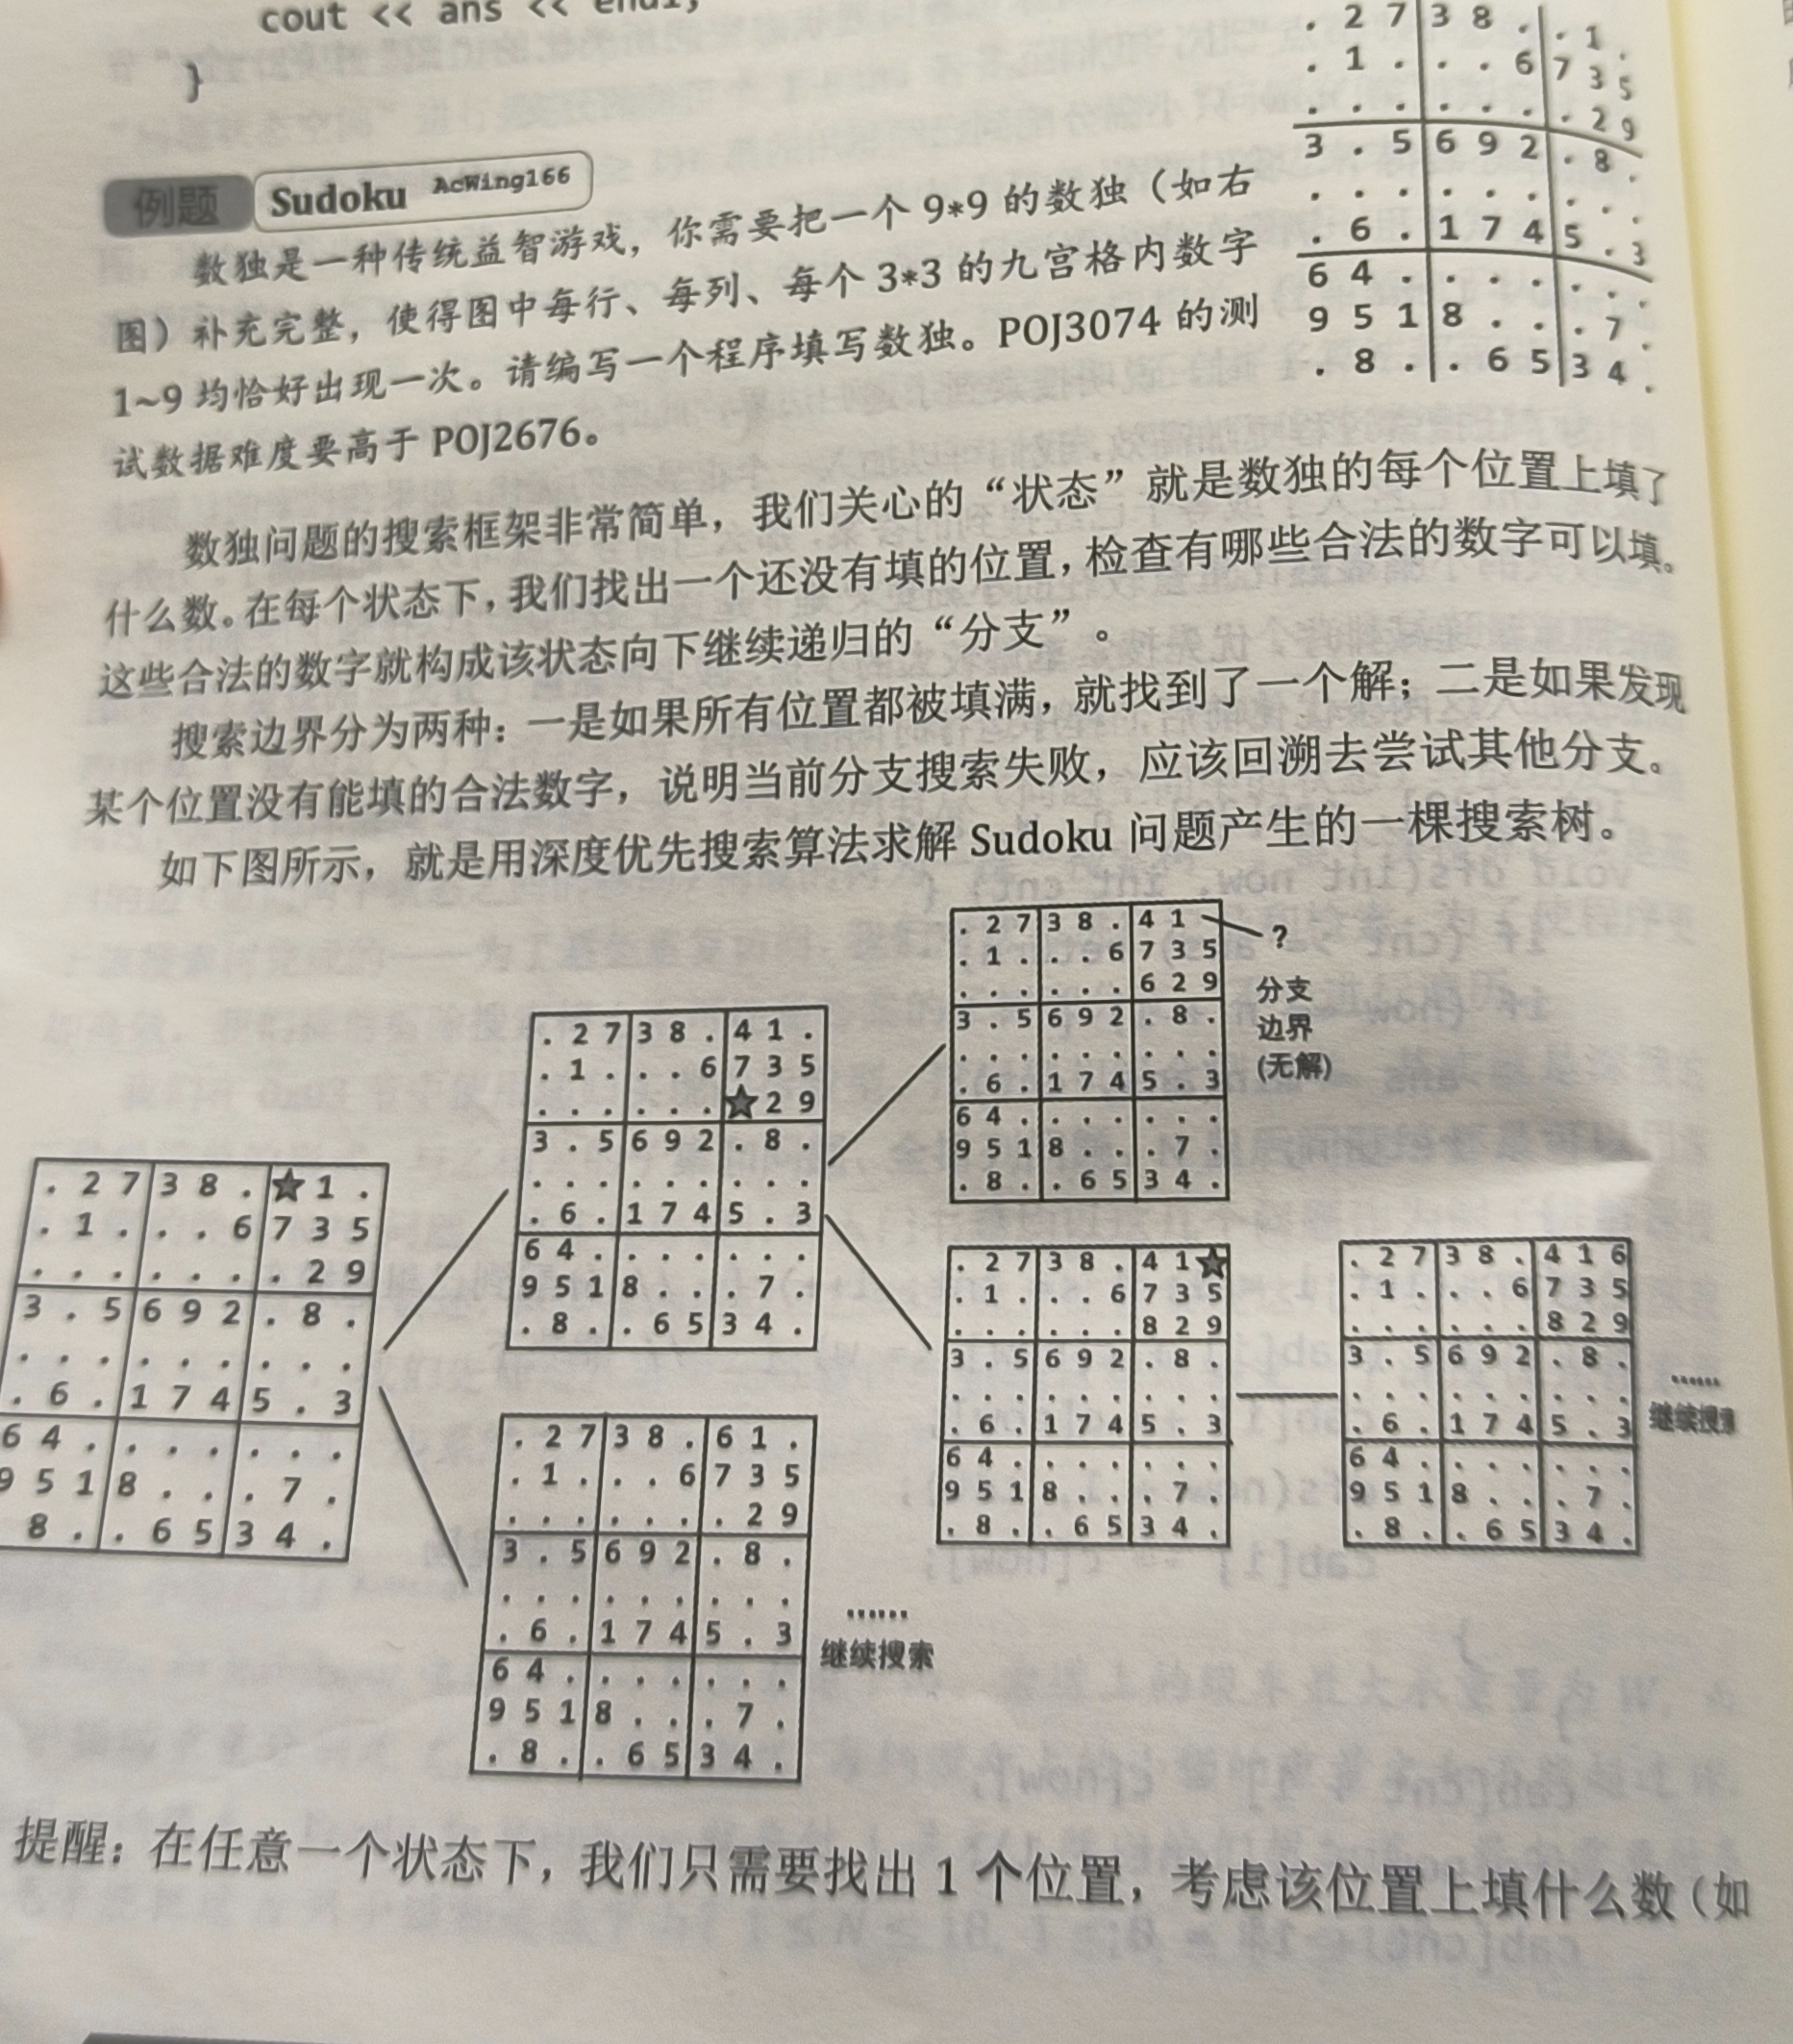 cout << ans << endl;
}
. 2 7 3 8 . . 1 .
. 1 . . . 6 7 3 5
. . . . . . . 2 9
3 . 5 6 9 2 . 8 .
. . . . . . . . .
. 6 . 1 7 4 5 . 3
6 4 . . . . . . .
9 5 1 8 . . . 7 .
. 8 . . 6 5 3 4 .
例题 Sudoku AcWing166
数独是一种传统益智游戏，你需要把一个 9*9 的数独（如右
图）补充完整，使得图中每行、每列、每个 3*3 的九宫格内数字
1~9 均恰好出现一次。请编写一个程序填写数独。POJ3074 的测
试数据难度要高于 POJ2676。
数独问题的搜索框架非常简单，我们关心的“状态”就是数独的每个位置上填了
什么数。在每个状态下，我们找出一个还没有填的位置，检查有哪些合法的数字可以填。
这些合法的数字就构成该状态向下继续递归的“分支”。
搜索边界分为两种：一是如果所有位置都被填满，就找到了一个解；二是如果发现
某个位置没有能填的合法数字，说明当前分支搜索失败，应该回溯去尝试其他分支。
如下图所示，就是用深度优先搜索算法求解 Sudoku 问题产生的一棵搜索树。
. 2 7 3 8 . ★ 1 .
. 1 . . . 6 7 3 5
. . . . . . . 2 9
3 . 5 6 9 2 . 8 .
. . . . . . . . .
. 6 . 1 7 4 5 . 3
6 4 . . . . . . .
9 5 1 8 . . . 7 .
8 . . 6 5 3 4 .
. 2 7 3 8 . 4 1 .
. 1 . . . 6 7 3 5
. . . . . . ★ 2 9
3 . 5 6 9 2 . 8 .
. . . . . . . . .
. 6 . 1 7 4 5 . 3
6 4 . . . . . . .
9 5 1 8 . . . 7 .
. 8 . . 6 5 3 4 .
. 2 7 3 8 . 6 1 .
. 1 . . . 6 7 3 5
. . . . . . . 2 9
3 . 5 6 9 2 . 8 .
. . . . . . . . .
. 6 . 1 7 4 5 . 3
6 4 . . . . . . .
9 5 1 8 . . . 7 .
. 8 . . 6 5 3 4 .
……
继续搜索
. 2 7 3 8 . 4 1
. 1 . . . 6 7 3 5
. . . . . . 6 2 9
3 . 5 6 9 2 . 8 .
. . . . . . . . .
. 6 . 1 7 4 5 . 3
6 4 . . . . . . .
9 5 1 8 . . . 7 .
. 8 . . 6 5 3 4 .
?
分支
边界
(无解)
. 2 7 3 8 . 4 1 ★
. 1 . . . 6 7 3 5
. . . . . . 8 2 9
3 . 5 6 9 2 . 8 .
. . . . . . . . .
. 6 . 1 7 4 5 . 3
6 4 . . . . . . .
9 5 1 8 . . . 7 .
. 8 . . 6 5 3 4 .
. 2 7 3 8 . 4 1 6
. 1 . . . 6 7 3 5
. . . . . . 8 2 9
3 . 5 6 9 2 . 8 .
. . . . . . . . .
. 6 . 1 7 4 5 . 3
6 4 . . . . . . .
9 5 1 8 . . . 7 .
. 8 . . 6 5 3 4 .
……
继续搜索
提醒：在任意一个状态下，我们只需要找出 1 个位置，考虑该位置上填什么数（如